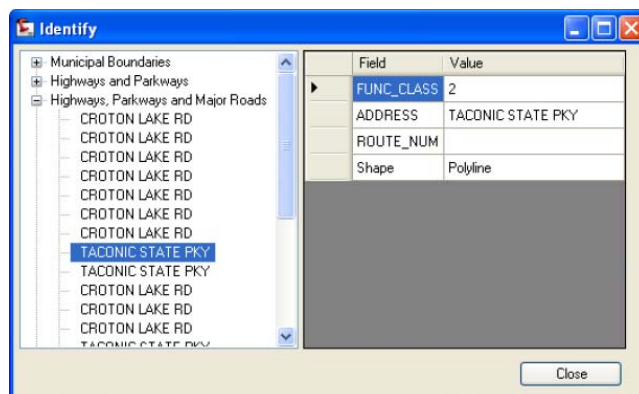 Identify
Municipal Boundaries
Highways and Parkways
Highways, Parkways and Major Roads
CROTON LAKE RD
CROTON LAKE RD
CROTON LAKE RD
CROTON LAKE RD
CROTON LAKE RD
CROTON LAKE RD
CROTON LAKE RD
TACONIC STATE PKY
TACONIC STATE PKY
CROTON LAKE RD
CROTON LAKE RD
CROTON LAKE RD
TACONIC STATE PKY
Field Value
FUNC_CLASS 2
ADDRESS TACONIC STATE PKY
ROUTE_NUM
Shape Polyline
Close